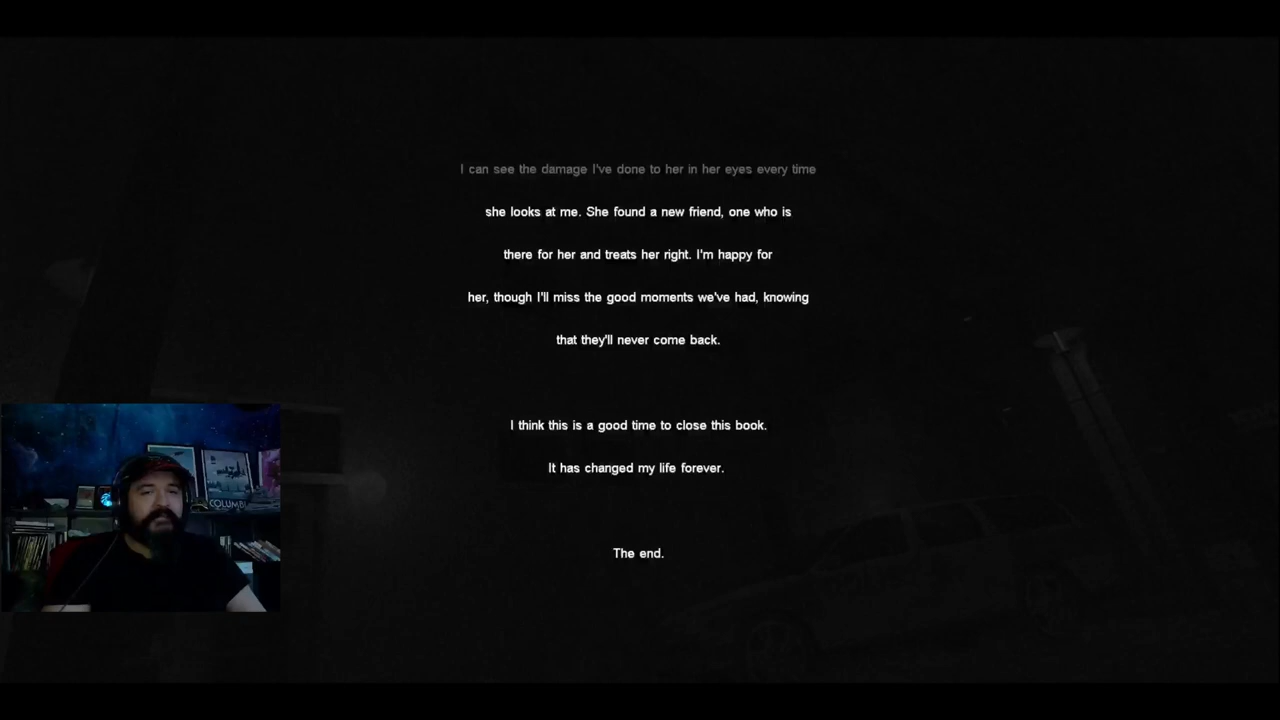 I can see the damage I've done to her in her eyes every time
she looks at me. She found a new friend, one who is
there for her and treats her right. I'm happy for
her, though I'll miss the good moments we've had, knowing
that they'll never come back.
I think this is a good time to close this book.
It has changed my life forever.
The end.